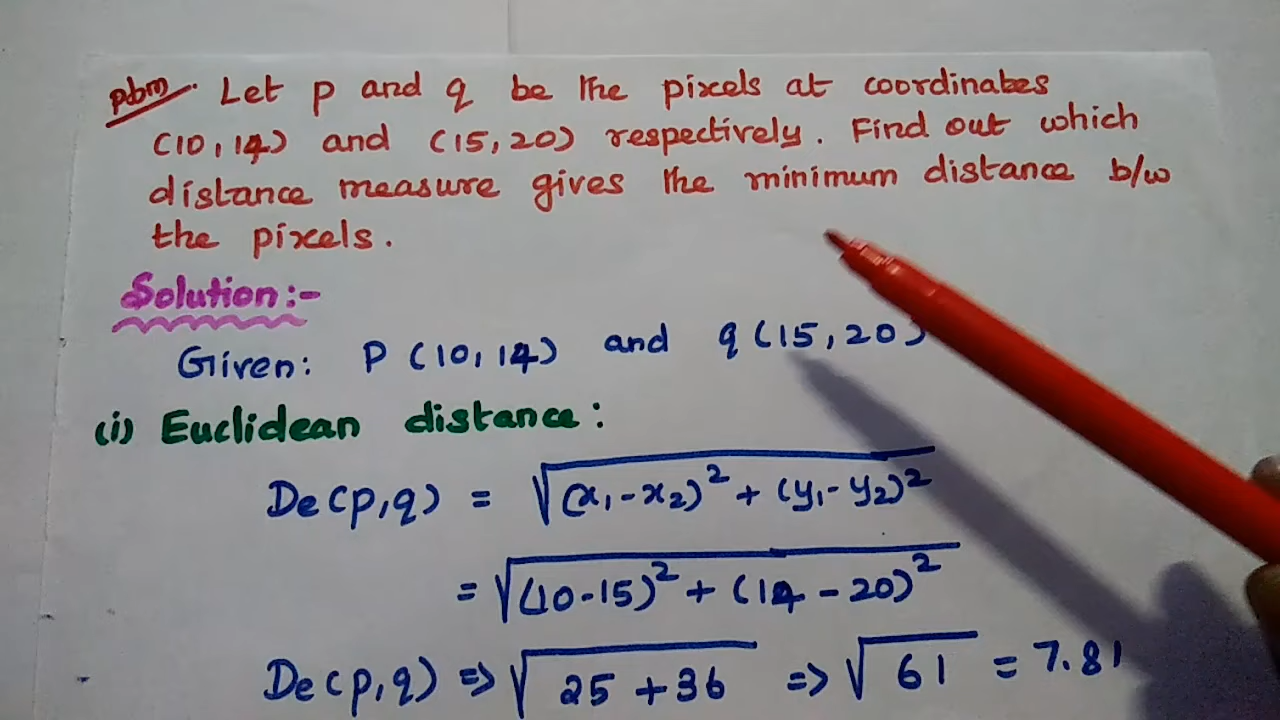 pbm. Let p and q be the pixels at coordinates
(10,14) and (15,20) respectively. Find out which
distance measure gives the minimum distance b/w
the pixels.
Solution:-
Given: P (10,14) and q (15,20)
(i) Euclidean distance:
De(p,q) = √(x₁-x₂)² + (y₁-y₂)²
= √(10-15)² + (14-20)²
De(p,q) => √25+36 => √61 = 7.81